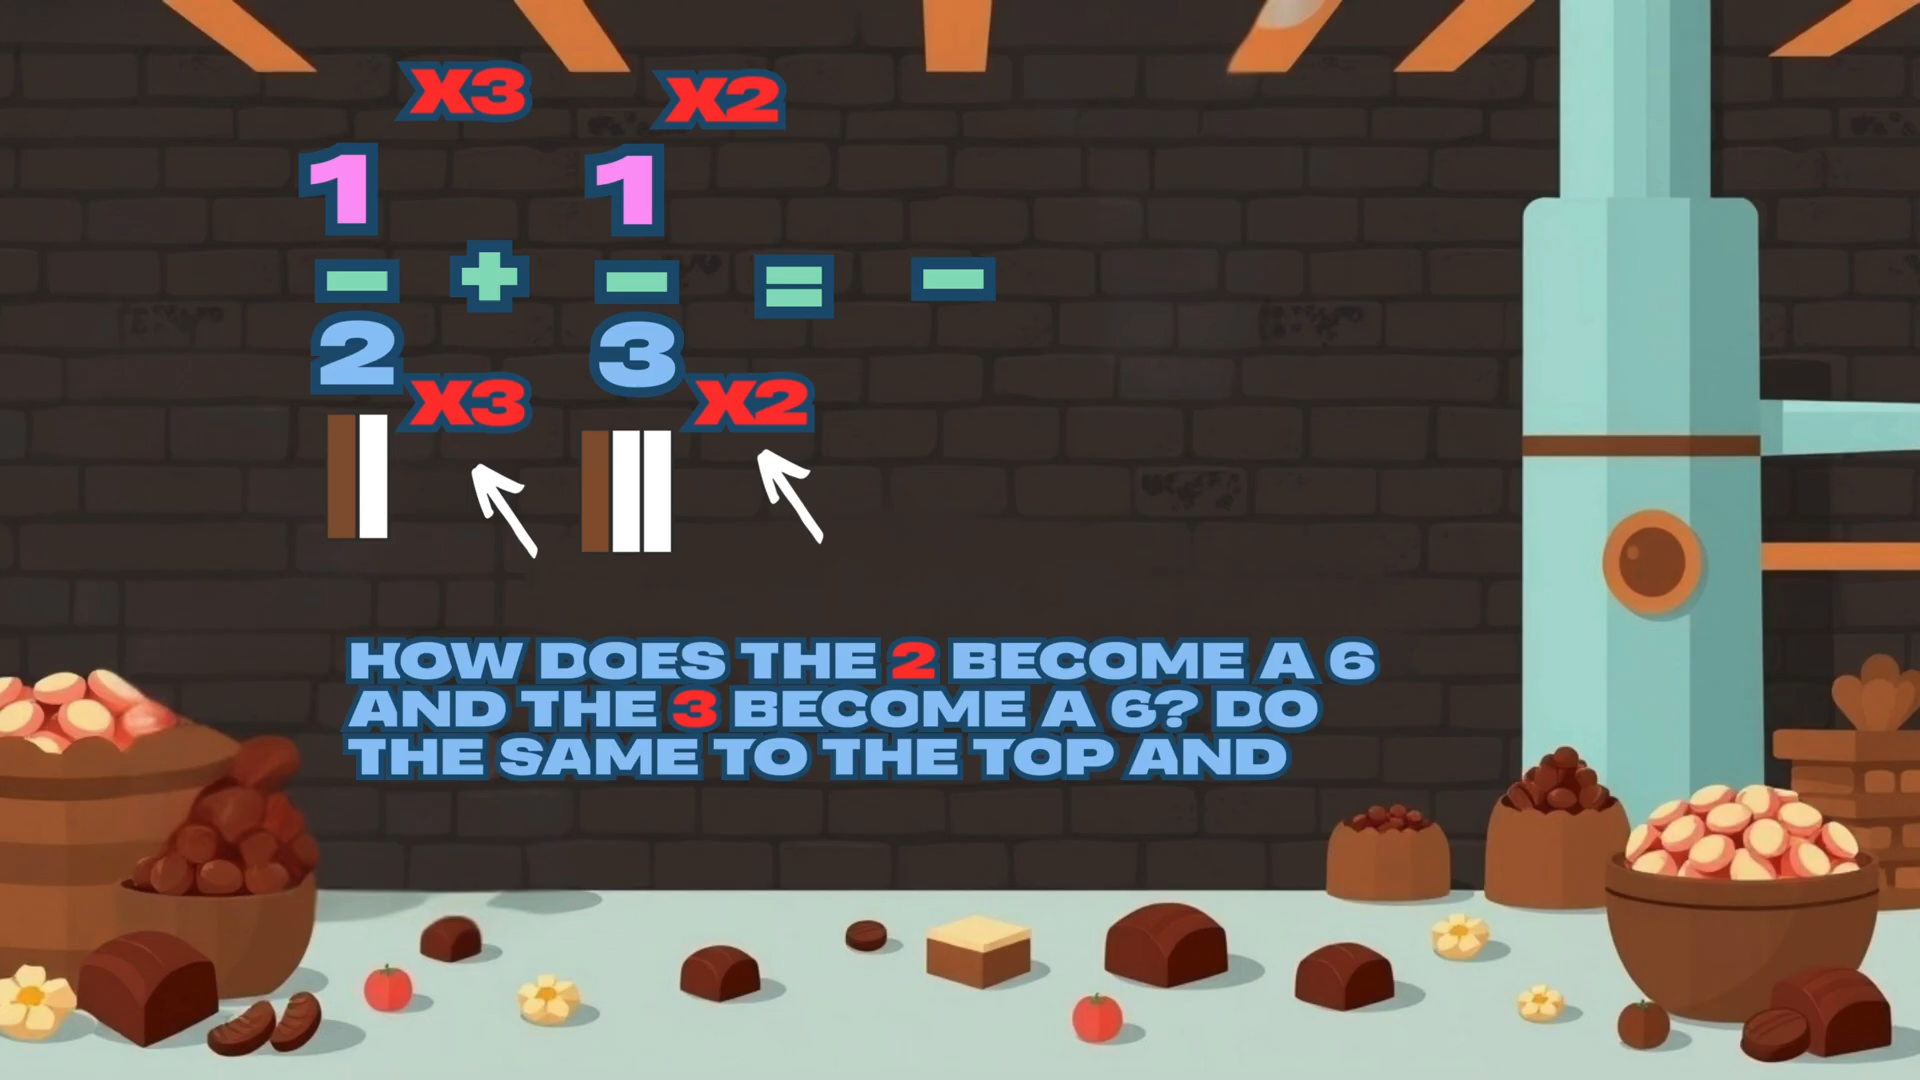 X3 X2
1 1
– + – = –
2 3
X3 X2
HOW DOES THE 2 BECOME A 6
AND THE 3 BECOME A 6? DO
THE SAME TO THE TOP AND